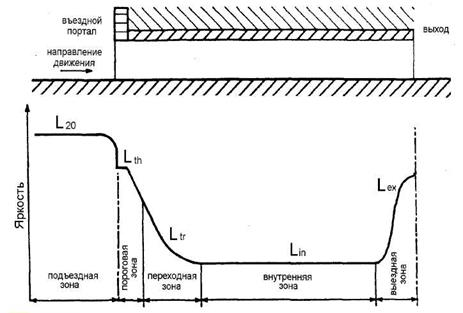 въездной
портал
выход
направление
движения
Яркость
L20
Lth
Ltr
Lin
Lex
подъездная
зона
пороговая
зона
переходная
зона
внутренняя
зона
выездная
зона